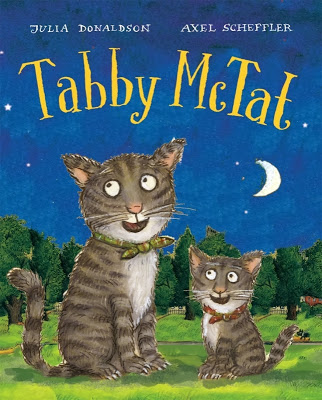 JULIA DONALDSON AXEL SCHEFFLER
Tabby McTat